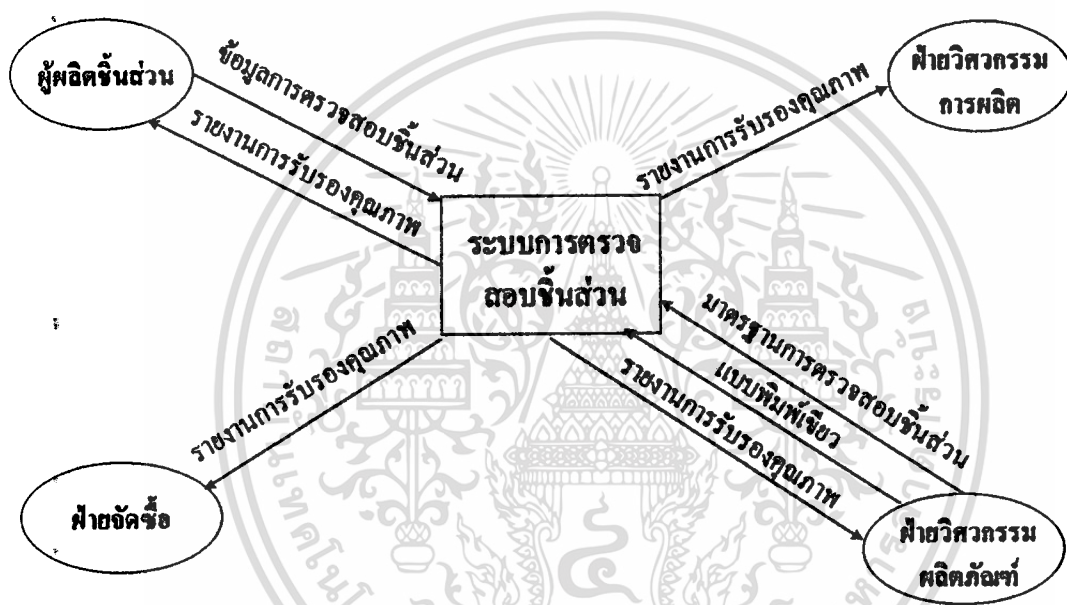 ผู้ผลิตชิ้นส่วน
ข้อมูลการตรวจสอบชิ้นส่วน
รายงานการรับรองคุณภาพ
รายงานการรับรองคุณภาพ
ฝ่ายวิศวกรรม
การผลิต
ระบบการตรวจ
สอบชิ้นส่วน
รายงานการรับรองคุณภาพ
ฝ่ายจัดซื้อ
มาตรฐานการตรวจสอบชิ้นส่วน
แบบพิมพ์เขียว
รายงานการรับรองคุณภาพ
ฝ่ายวิศวกรรม
ผลิตภัณฑ์